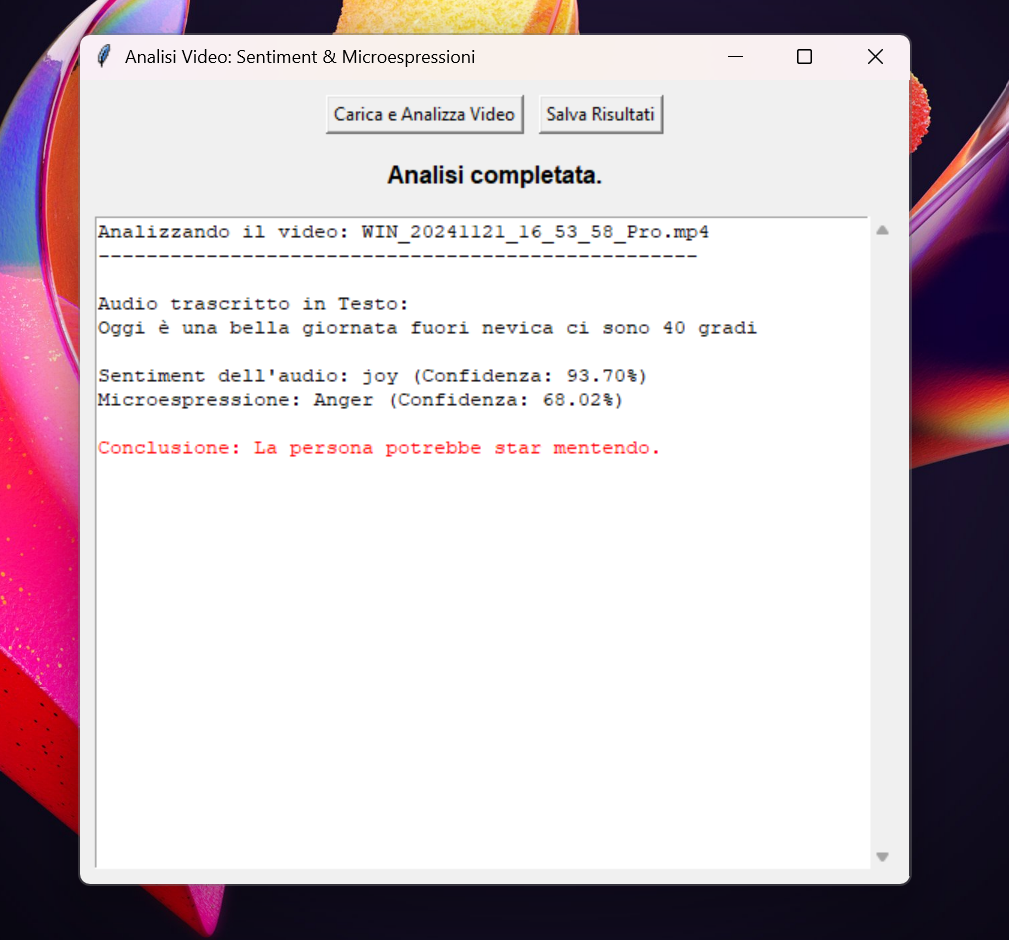 Analisi Video: Sentiment & Microespressioni
Carica e Analizza Video Salva Risultati
Analisi completata.
Analizzando il video: WIN_20241121_16_53_58_Pro.mp4
--------------------------------------------------
Audio trascritto in Testo:
Oggi è una bella giornata fuori nevica ci sono 40 gradi
Sentiment dell'audio: joy (Confidenza: 93.70%)
Microespressione: Anger (Confidenza: 68.02%)
Conclusione: La persona potrebbe star mentendo.